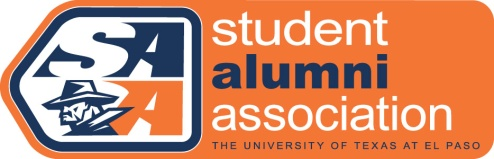 SA
A
student
alumni
association
THE UNIVERSITY OF TEXAS AT EL PASO